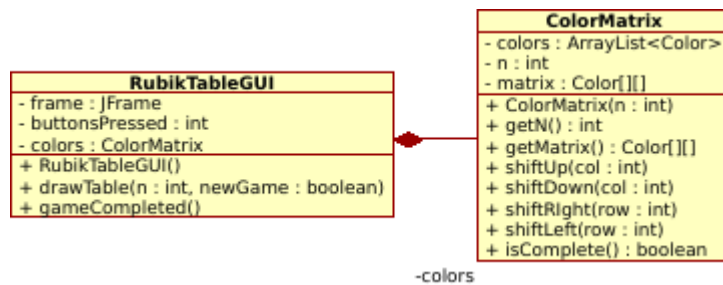 RubikTableGUI
- frame : JFrame
- buttonsPressed : int
- colors : ColorMatrix
+ RubikTableGUI()
+ drawTable(n : int, newGame : boolean)
+ gameCompleted()
ColorMatrix
- colors : ArrayList<Color>
- n : int
- matrix : Color[][]
+ ColorMatrix(n : int)
+ getN() : int
+ getMatrix() : Color[][]
+ shiftUp(col : int)
+ shiftDown(col : int)
+ shiftRIght(row : int)
+ shiftLeft(row : int)
+ isComplete() : boolean
-colors